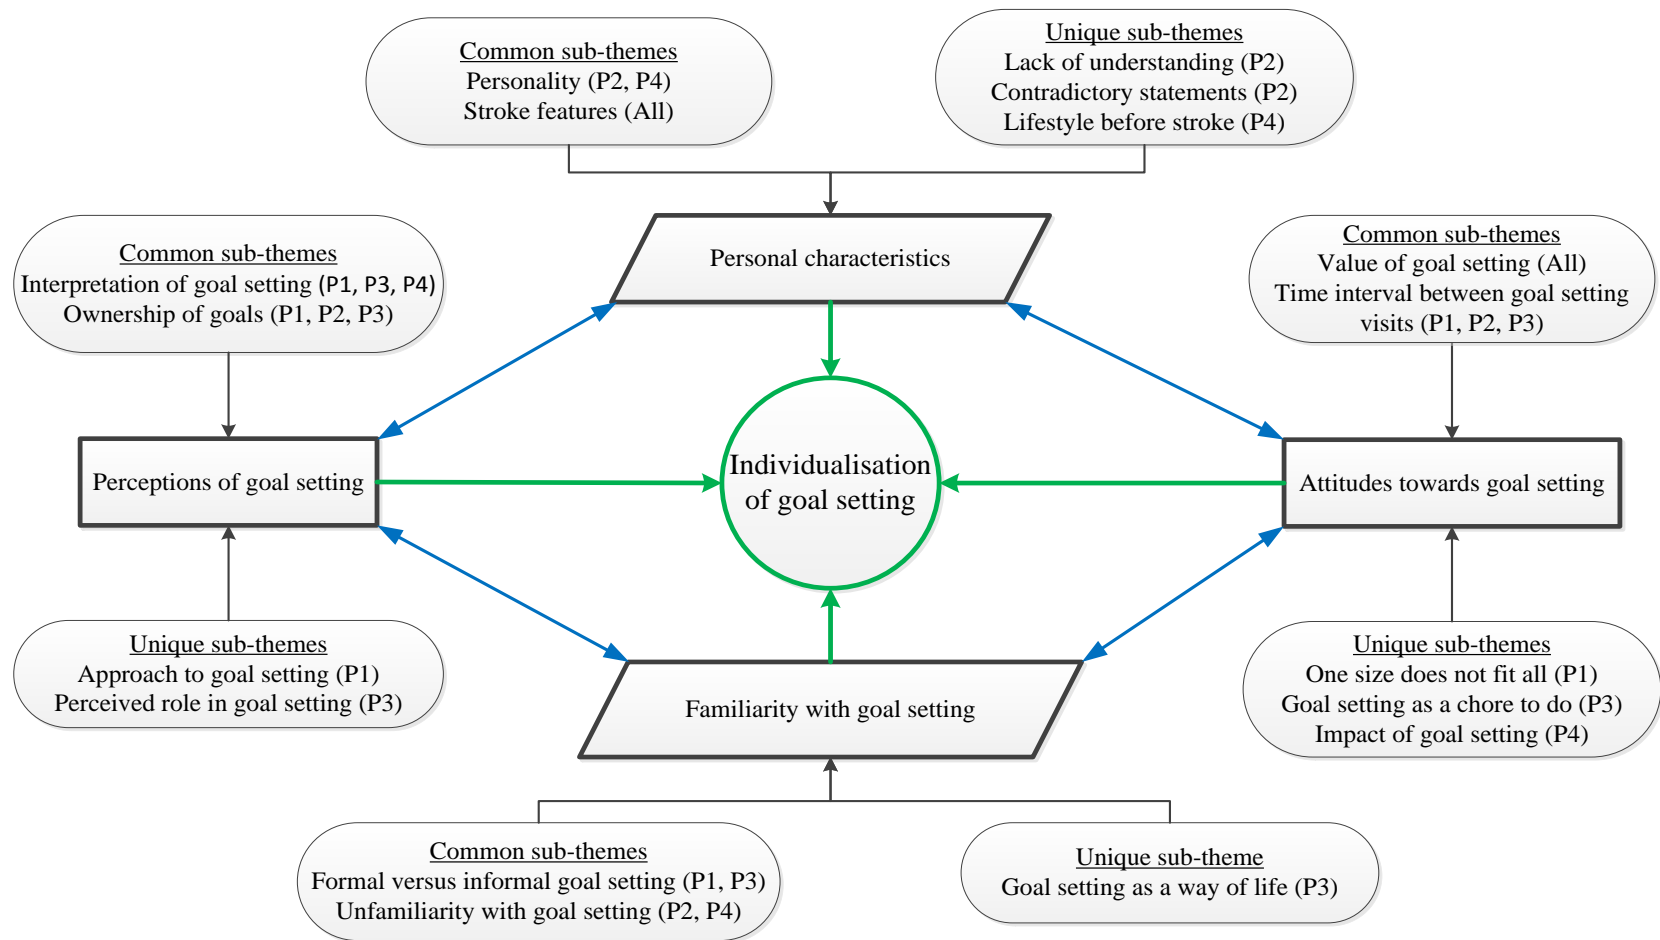 Common sub-themes
Personality (P2, P4)
Stroke features (All)
Unique sub-themes
Lack of understanding (P2)
Contradictory statements (P2)
Lifestyle before stroke (P4)
Common sub-themes
Interpretation of goal setting (P1, P3, P4)
Ownership of goals (P1, P2, P3)
Personal characteristics
Common sub-themes
Value of goal setting (All)
Time interval between goal setting
visits (P1, P2, P3)
Perceptions of goal setting
Individualisation
of goal setting
Attitudes towards goal setting
Unique sub-themes
Approach to goal setting (P1)
Perceived role in goal setting (P3)
Familiarity with goal setting
Unique sub-themes
One size does not fit all (P1)
Goal setting as a chore to do (P3)
Impact of goal setting (P4)
Common sub-themes
Formal versus informal goal setting (P1, P3)
Unfamiliarity with goal setting (P2, P4)
Unique sub-theme
Goal setting as a way of life (P3)